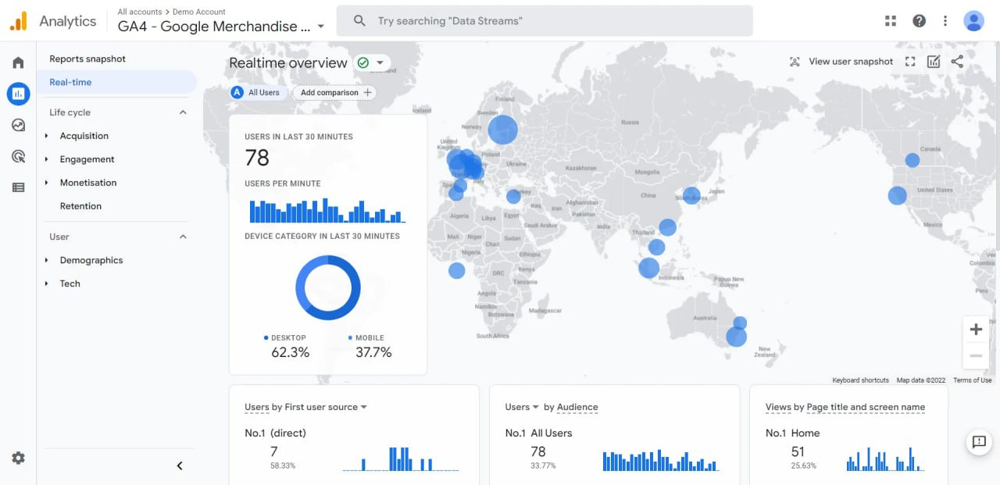 Analytics
All accounts > Demo Account
GA4 - Google Merchandise ...
Try searching "Data Streams"
Reports snapshot
Real-time
Life cycle
Acquisition
Engagement
Monetisation
Retention
User
Demographics
Tech
Realtime overview
View user snapshot
A All Users
Add comparison +
USERS IN LAST 30 MINUTES
78
USERS PER MINUTE
DEVICE CATEGORY IN LAST 30 MINUTES
DESKTOP
62.3%
MOBILE
37.7%
Iceland
Finland
Sweden
Norway
Russia
United
Kingdom
Poland
Ukraine
Kazakhstan
Mongolia
Italy
Turkey
China
South Korea
Japan
Iraq
Iran
Afghanistan
Pakistan
Algeria
Libya
Egypt
Saudi Arabia
India
Thailand
Mali
Niger
Chad
Sudan
Nigeria
Ethiopia
DRC
Kenya
Tanzania
Indonesia
Papua New
Guinea
Angola
Namibia
Botswana
Madagascar
South Africa
Australia
New
Zealand
Canada
United States
Mexico
Colombia
Peru
Keyboard shortcuts
Map data ©2022
Terms of Use
Users by First user source
No.1 (direct)
7
58.33%
Users by Audience
No.1 All Users
78
33.77%
Views by Page title and screen name
No.1 Home
51
25.63%